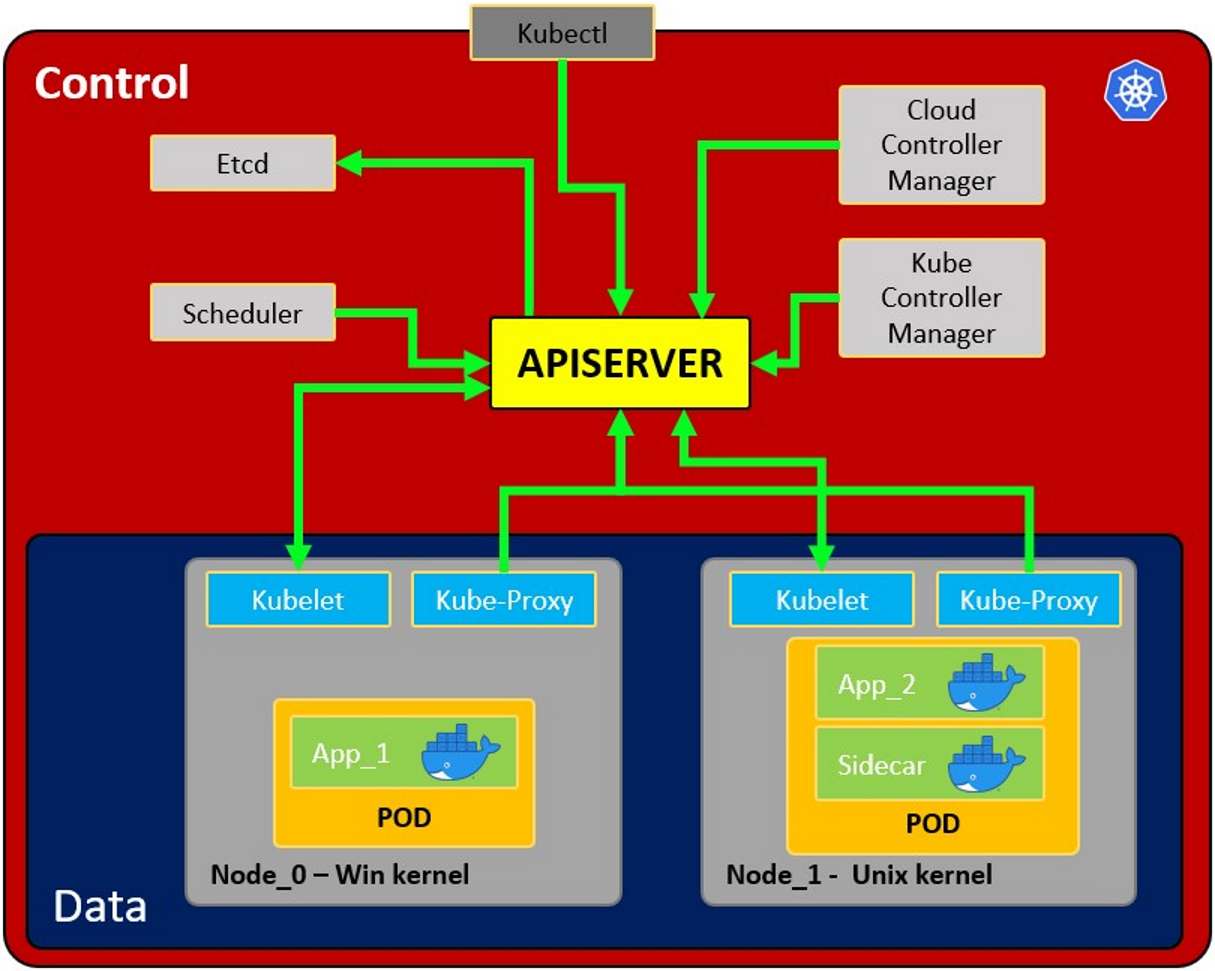 Kubectl
Control
Cloud
Controller
Manager
Etcd
Kube
Controller
Manager
Scheduler
APISERVER
Kubelet
Kube-Proxy
Kubelet
Kube-Proxy
App_1
POD
App_2
Sidecar
POD
Node_0 – Win kernel
Node_1 - Unix kernel
Data